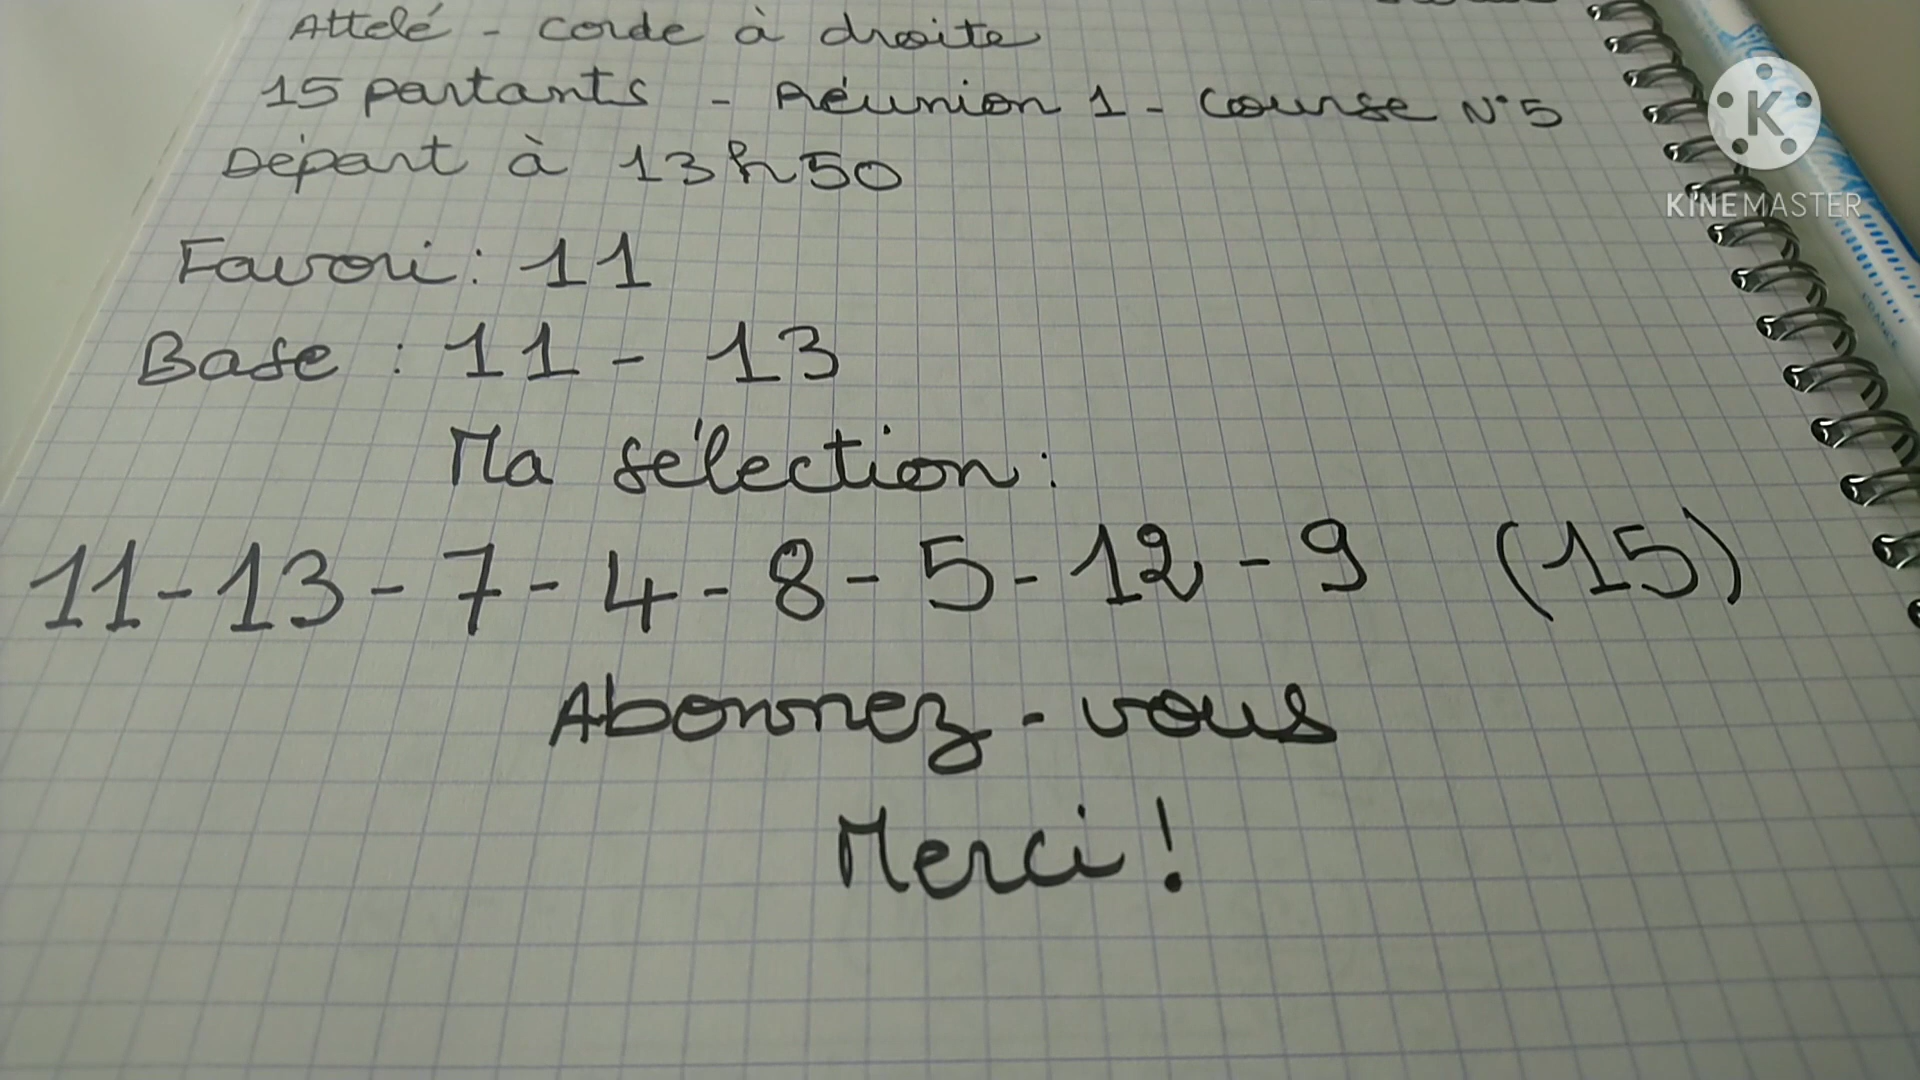 Attelé - Corde à droite
15 partants - Réunion 1 - Course N°5
Départ à 13h50
Favori : 11
Base : 11 - 13
Ma sélection :
11 - 13 - 7 - 4 - 8 - 5 - 12 - 9 (15)
Abonnez-vous
Merci !
K
KINEMASTER